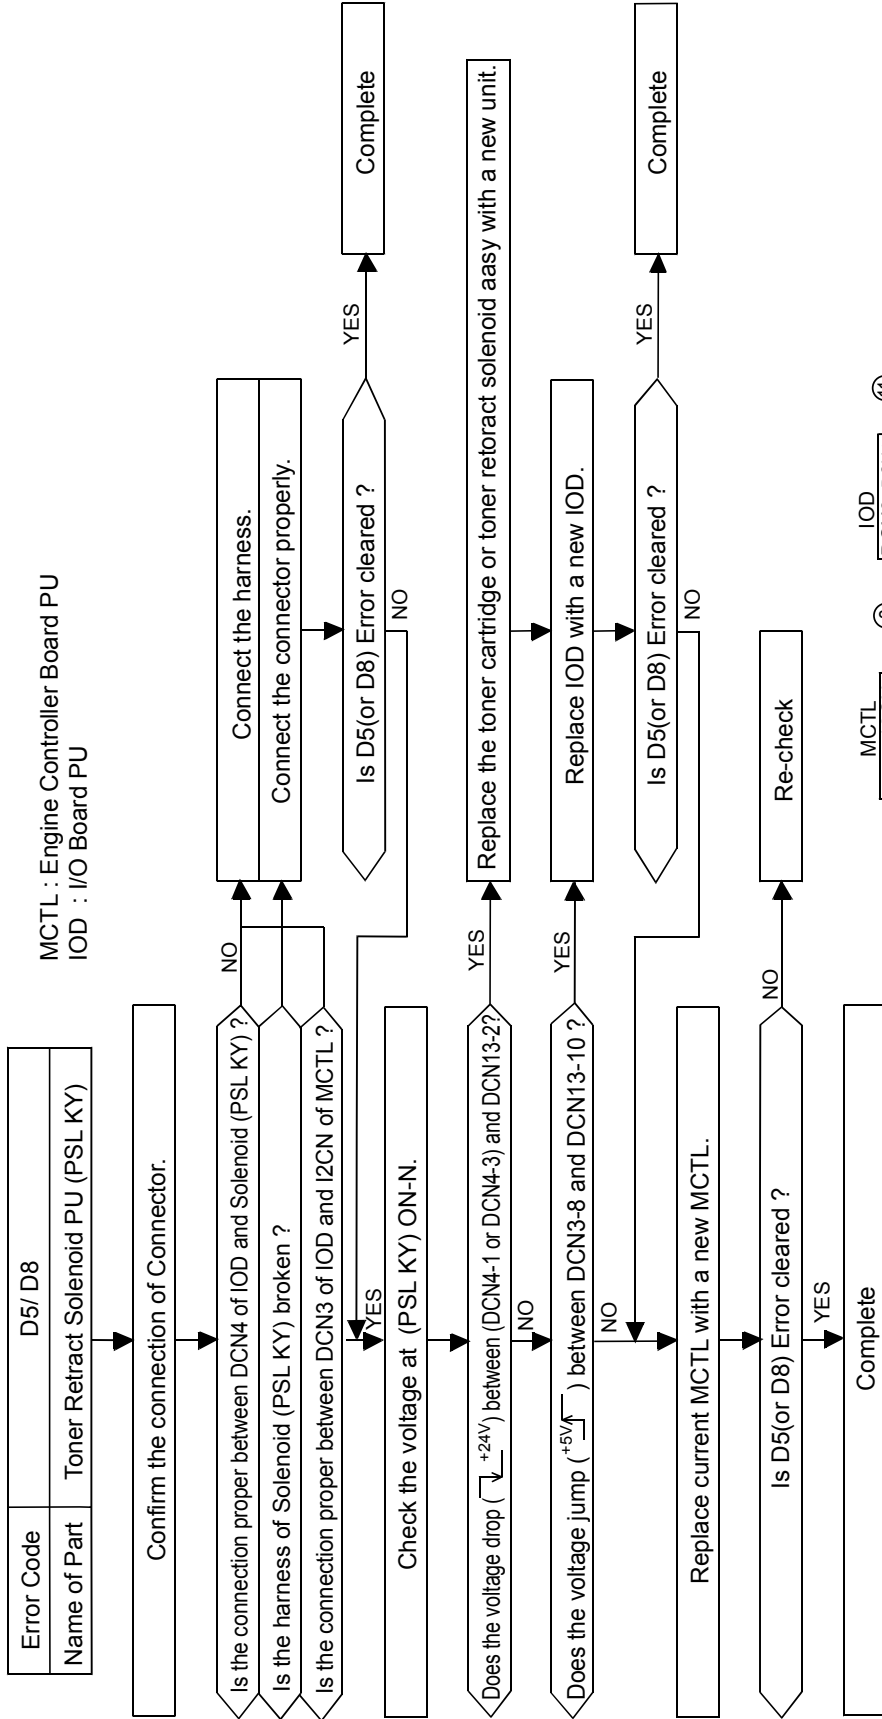 MCTL : Engine Controller Board PU
IOD : I/O Board PU
Error Code D5/ D8
Name of Part Toner Retract Solenoid PU (PSL KY)
Confirm the connection of Connector.
Is the connection proper between DCN4 of IOD and Solenoid (PSL KY) ?
Is the harness of Solenoid (PSL KY) broken ?
Is the connection proper between DCN3 of IOD and I2CN of MCTL ?
NO
Connect the harness.
Connect the connector properly.
Is D5(or D8) Error cleared ?
YES
Complete
NO
YES
Check the voltage at (PSL KY) ON-N.
Does the voltage drop ( +24V) between (DCN4-1 or DCN4-3) and DCN13-2?
YES
Replace the toner cartridge or toner retoract solenoid aasy with a new unit.
NO
Does the voltage jump ( +5V ) between DCN3-8 and DCN13-10 ?
YES
Replace IOD with a new IOD.
Is D5(or D8) Error cleared ?
YES
Complete
NO
NO
Replace current MCTL with a new MCTL.
Is D5(or D8) Error cleared ?
NO
Re-check
YES
Complete
MCTL
IOD